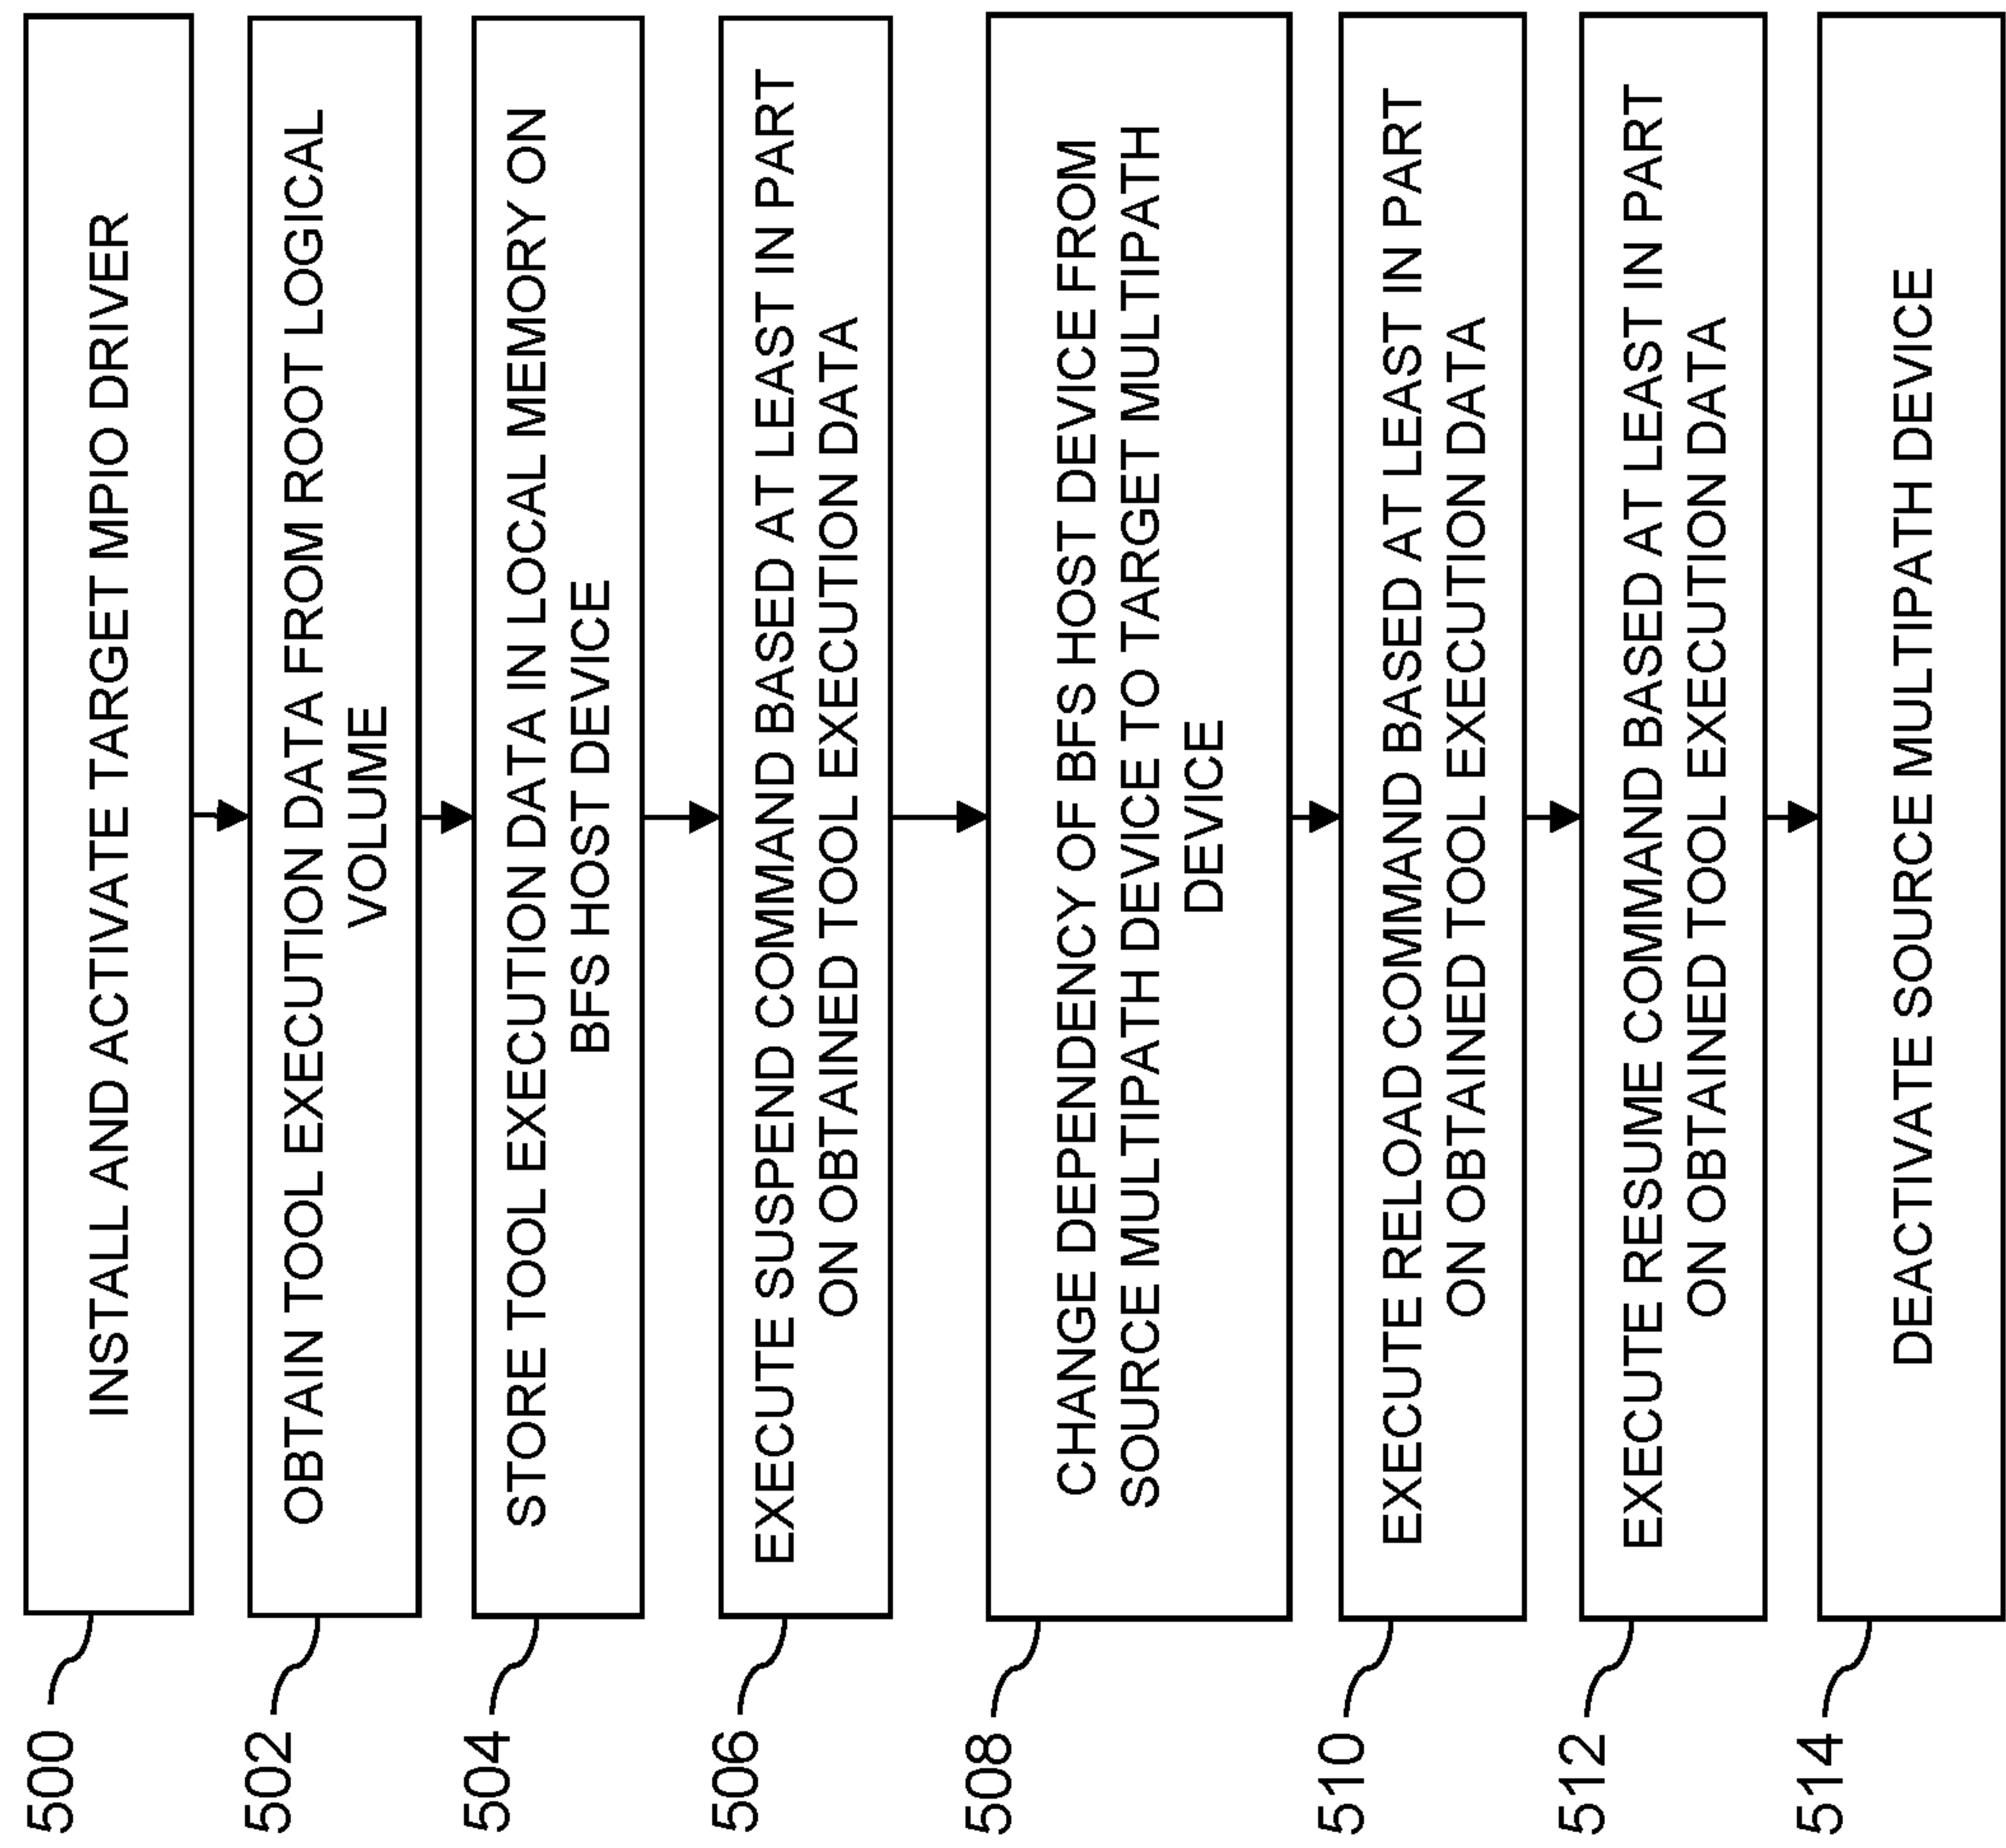 500
INSTALL AND ACTIVATE TARGET MPIO DRIVER
502
OBTAIN TOOL EXECUTION DATA FROM ROOT LOGICAL
VOLUME
504
STORE TOOL EXECUTION DATA IN LOCAL MEMORY ON
BFS HOST DEVICE
506
EXECUTE SUSPEND COMMAND BASED AT LEAST IN PART
ON OBTAINED TOOL EXECUTION DATA
508
CHANGE DEPENDENCY OF BFS HOST DEVICE FROM
SOURCE MULTIPATH DEVICE TO TARGET MULTIPATH
DEVICE
510
EXECUTE RELOAD COMMAND BASED AT LEAST IN PART
ON OBTAINED TOOL EXECUTION DATA
512
EXECUTE RESUME COMMAND BASED AT LEAST IN PART
ON OBTAINED TOOL EXECUTION DATA
514
DEACTIVATE SOURCE MULTIPATH DEVICE